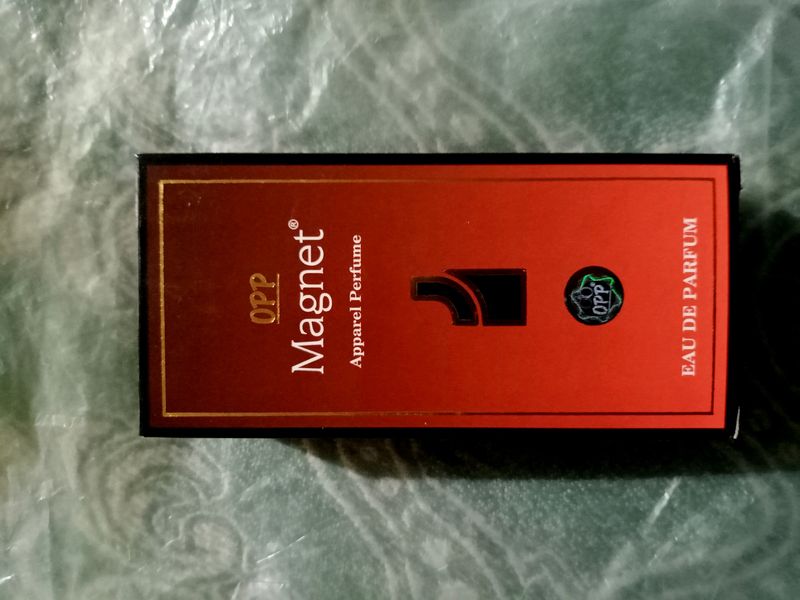 OPP
Magnet®
Apparel Perfume
OPP
EAU DE PARFUM